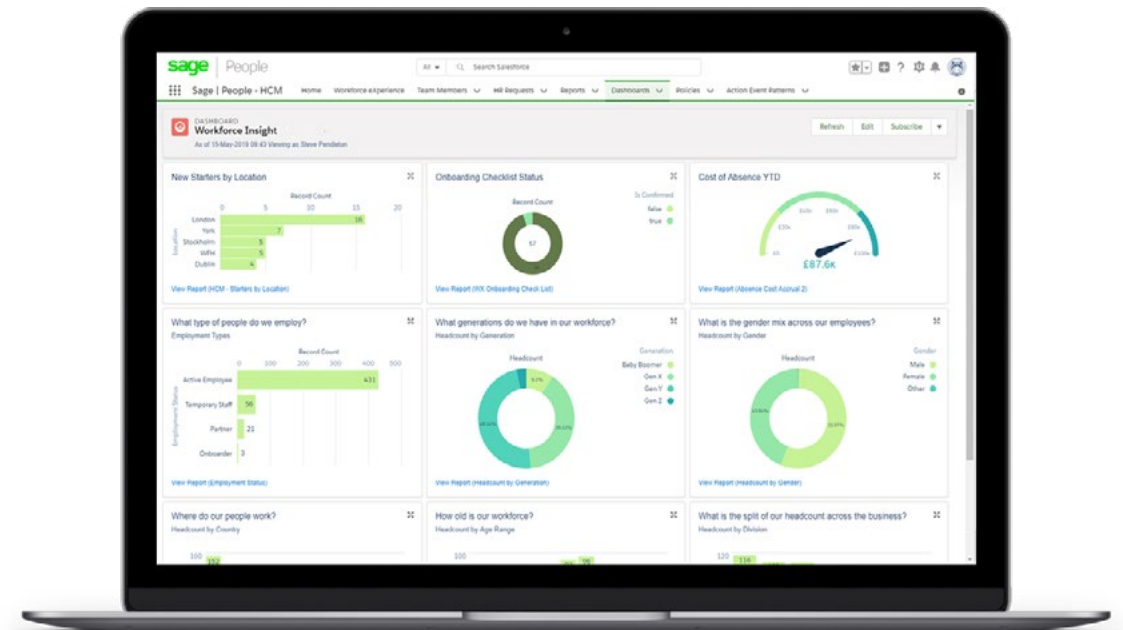 sage People
All Search Salesforce
Sage | People - HCM Home Workforce eXperience Team Members HR Requests Reports Dashboards Policies Action Event Patterns
DASHBOARD
Workforce Insight
As of 15-May-2019 09:43 Viewing as Steve Pendleton
Refresh Edit Subscribe
New Starters by Location
Record Count
0 5 10 15 20
Location
London 16
York 7
Stockholm 5
5
Dublin 4
View Report (HCM - Starters by Location)
Onboarding Checklist Status
Is Confirmed
Record Count
false
true
View Report (WX Onboarding Check List)
Cost of Absence YTD
£0
£100k
£87.6K
View Report (Absence Cost Accrual 2)
What type of people do we employ?
Employment Types
Record Count
0 100 200 300 400 500
Employment Status
Active Employee 431
Temporary Staff 56
Partner 21
Onboarder 3
View Report (Employment Status)
What generations do we have in our workforce?
Headcount by Generation
Generation
Headcount
Baby Boomer
Gen X
Gen Y
Gen Z
View Report (Headcount by Generation)
What is the gender mix across our employees?
Headcount by Gender
Gender
Headcount
Male
Female
Other
View Report (Headcount by Gender)
Where do our people work?
Headcount by Country
160
152
How old is our workforce?
Headcount by Age Range
100
What is the split of our headcount across the business?
Headcount by Division
120
116